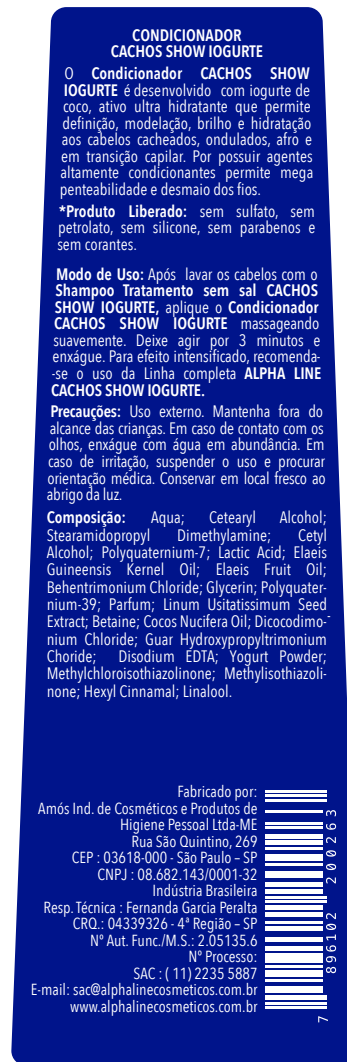 CONDICIONADOR
CACHOS SHOW IOGURTE
O Condicionador CACHOS SHOW
IOGURTE é desenvolvido com iogurte de
coco, ativo ultra hidratante que permite
definição, modelação, brilho e hidratação
aos cabelos cacheados, ondulados, afro e
em transição capilar. Por possuir agentes
altamente condicionantes permite mega
penteabilidade e desmaio dos fios.
*Produto Liberado: sem sulfato, sem
petrolato, sem silicone, sem parabenos e
sem corantes.
Modo de Uso: Após lavar os cabelos com o
Shampoo Tratamento sem sal CACHOS
SHOW IOGURTE, aplique o Condicionador
CACHOS SHOW IOGURTE massageando
suavemente. Deixe agir por 3 minutos e
enxágue. Para efeito intensificado, recomenda-
-se o uso da Linha completa ALPHA LINE
CACHOS SHOW IOGURTE.
Precauções: Uso externo. Mantenha fora do
alcance das crianças. Em caso de contato com os
olhos, enxágue com água em abundância. Em
caso de irritação, suspender o uso e procurar
orientação médica. Conservar em local fresco ao
abrigo da luz.
Composição: Aqua; Cetearyl Alcohol;
Stearamidopropyl Dimethylamine; Cetyl
Alcohol; Polyquaternium-7; Lactic Acid; Elaeis
Guineensis Kernel Oil; Elaeis Fruit Oil;
Behentrimonium Chloride; Glycerin; Polyquater-
nium-39; Parfum; Linum Usitatissimum Seed
Extract; Betaine; Cocos Nucifera Oil; Dicocodimo-
nium Chloride; Guar Hydroxypropyltrimonium
Choride; Disodium EDTA; Yogurt Powder;
Methylchloroisothiazolinone; Methylisothiazoli-
none; Hexyl Cinnamal; Linalool.
Fabricado por:
Amós Ind. de Cosméticos e Produtos de
Higiene Pessoal Ltda-ME
Rua São Quintino, 269
CEP : 03618-000 - São Paulo – SP
CNPJ : 08.682.143/0001-32
Indústria Brasileira
Resp. Técnica : Fernanda Garcia Peralta
CRQ.: 04339326 - 4ª Região – SP
Nº Aut. Func./M.S.: 2.05135.6
Nº Processo:
SAC : ( 11) 2235 5887
E-mail: sac@alphalinecosmeticos.com.br
www.alphalinecosmeticos.com.br
7 896102 200263